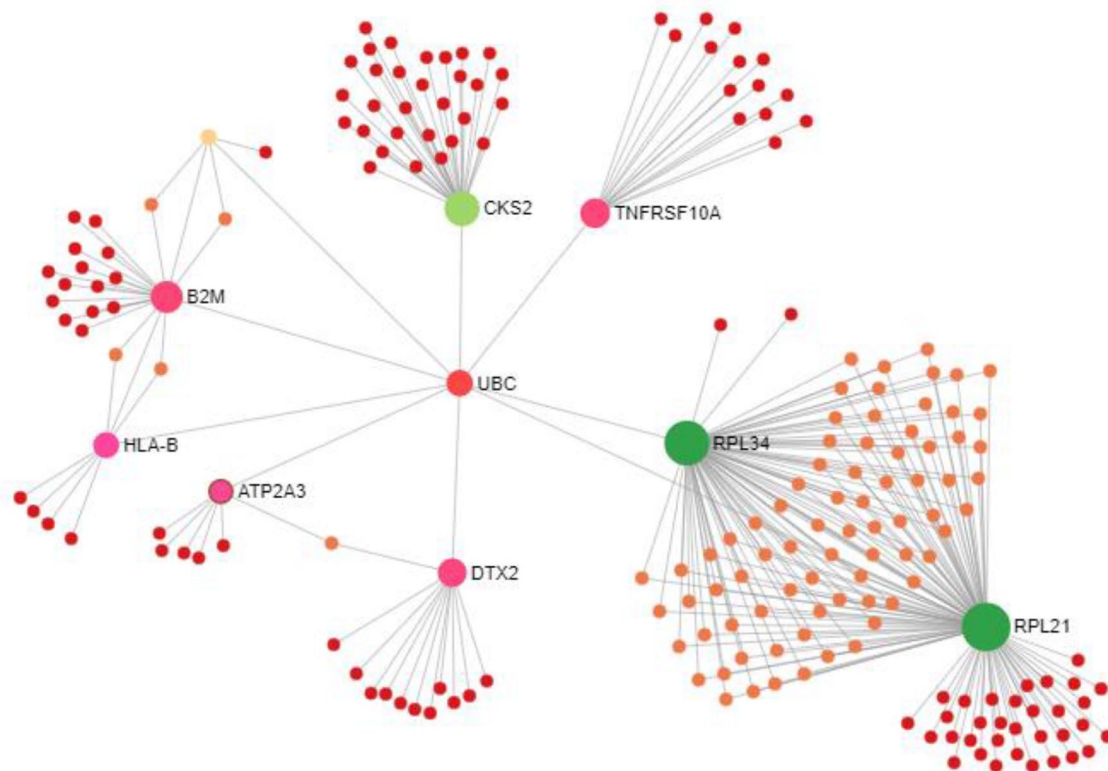 CKS2
TNFRSF10A
B2M
UBC
RPL34
HLA-B
ATP2A3
DTX2
RPL21